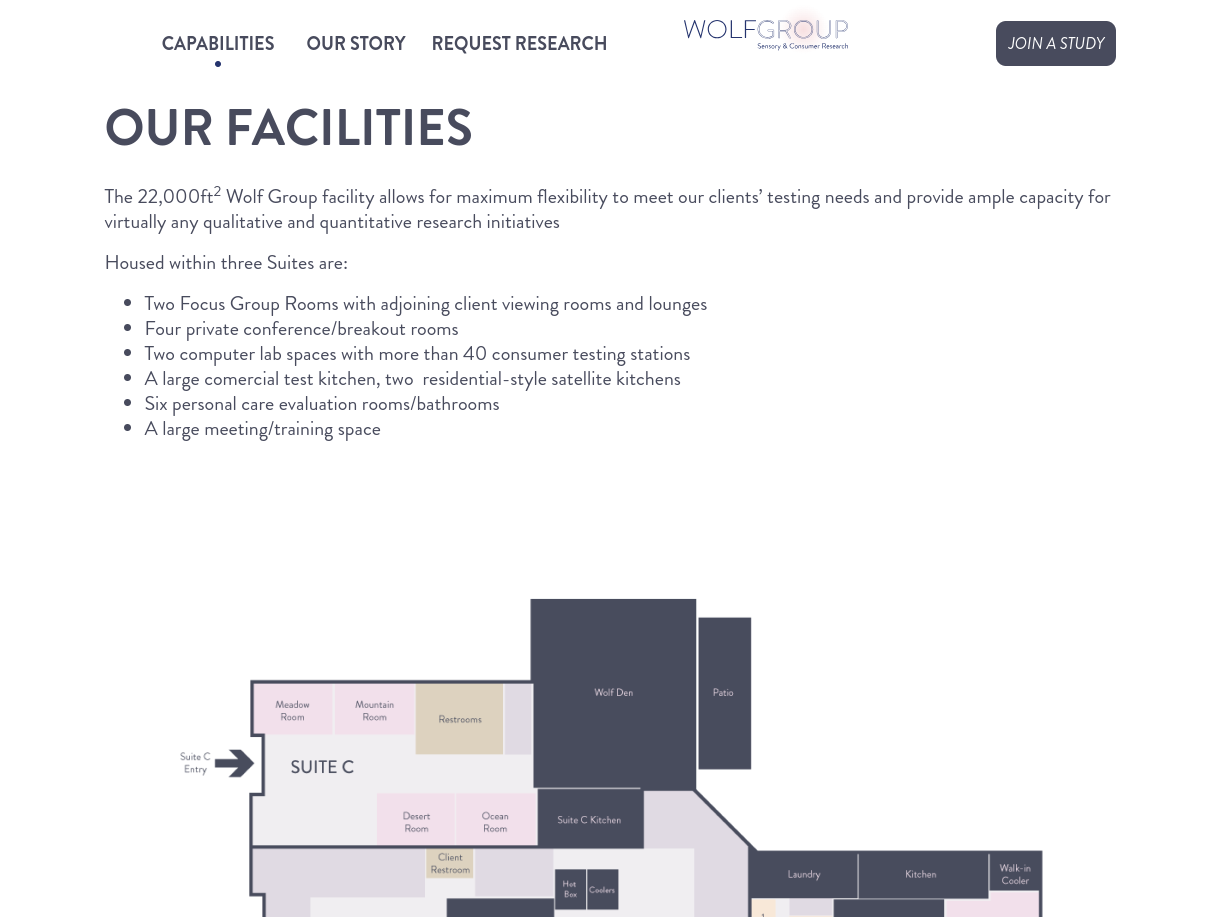 CAPABILITIES
OUR STORY
REQUEST RESEARCH
WOLFGROUP
Sensory & Consumer Research
JOIN A STUDY
OUR FACILITIES
The 22,000ft2 Wolf Group facility allows for maximum flexibility to meet our clients’ testing needs and provide ample capacity for
virtually any qualitative and quantitative research initiatives
Housed within three Suites are:
Two Focus Group Rooms with adjoining client viewing rooms and lounges
Four private conference/breakout rooms
Two computer lab spaces with more than 40 consumer testing stations
A large comercial test kitchen, two  residential-style satellite kitchens
Six personal care evaluation rooms/bathrooms
A large meeting/training space
Wolf Den
Patio
Meadow
Room
Mountain
Room
Restrooms
Suite C
Entry
SUITE C
Desert
Room
Ocean
Room
Suite C Kitchen
Client
Restroom
Hot
Box
Coolers
Laundry
Kitchen
Walk-in
Cooler
1